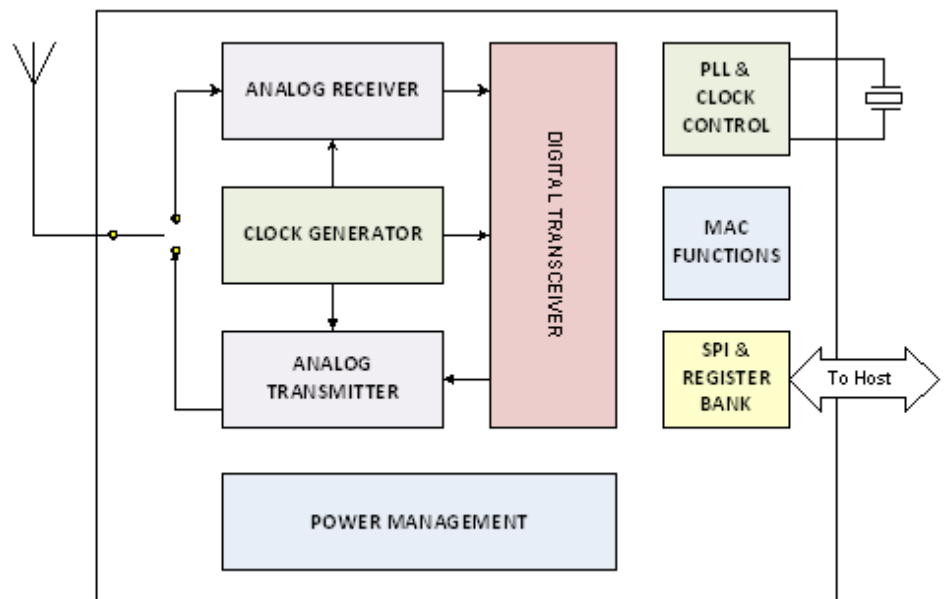 ANALOG RECEIVER
CLOCK GENERATOR
ANALOG
TRANSMITTER
DIGITAL TRANSCEIVER
PLL &
CLOCK
CONTROL
MAC
FUNCTIONS
SPI &
REGISTER
BANK
To Host
POWER MANAGEMENT